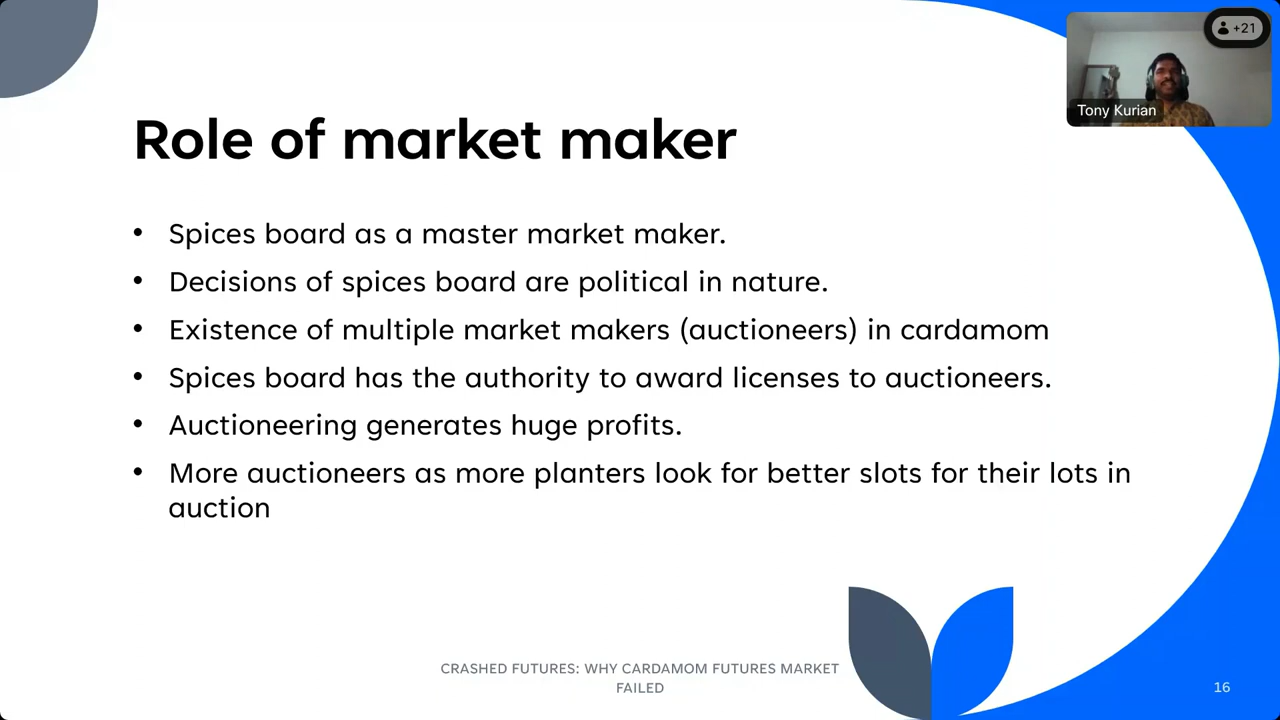 +21
Tony Kurian
Role of market maker
• Spices board as a master market maker.
• Decisions of spices board are political in nature.
• Existence of multiple market makers (auctioneers) in cardamom
• Spices board has the authority to award licenses to auctioneers.
• Auctioneering generates huge profits.
• More auctioneers as more planters look for better slots for their lots in
auction
CRASHED FUTURES: WHY CARDAMOM FUTURES MARKET
FAILED
16